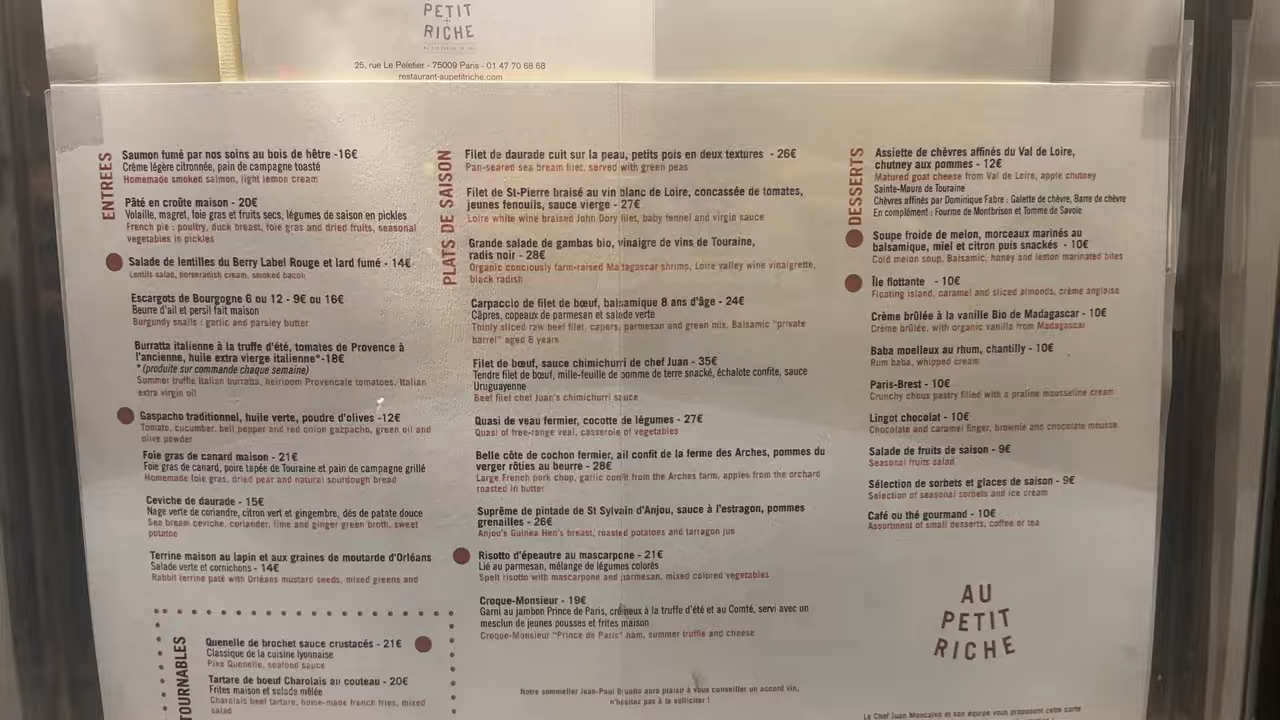 PETIT
RICHE
25, rue Le Peletier - 75009 Paris - 01 47 70 68 68
restaurant-aupetitriche.com
ENTREES
Saumon fumé par nos soins au bois de hêtre -16€
Crème légère citronnée, pain de campagne toasté
Homemade smoked salmon, light lemon cream
Pâté en croûte maison - 20€
Volaille, magret, foie gras et fruits secs, légumes de saison en pickles
French pie : poultry, duck breast, foie gras and dried fruits, seasonal
vegetables in pickles
Salade de lentilles du Berry Label Rouge et lard fumé - 14€
Lentils salad, horseradish cream, smoked bacon
Escargots de Bourgogne 6 ou 12 - 9€ ou 16€
Beurre d'ail et persil fait maison
Burgundy snails : garlic and parsley butter
Burratta italienne à la truffe d'été, tomates de Provence à
l'ancienne, huile extra vierge italienne*-18€
* (produite sur commande chaque semaine)
Summer truffle Italian burratta, heirloom Provencale tomatoes, Italian
extra virgin oil
Gaspacho traditionnel, huile verte, poudre d'olives -12€
Tomato, cucumber, bell pepper and red onion gazpacho, green oil and
olive powder
Foie gras de canard maison - 21€
Foie gras de canard, poire tapée de Touraine et pain de campagne grillé
Homemade foie gras, dried pear and natural sourdough bread
Ceviche de daurade - 15€
Nage verte de coriandre, citron vert et gingembre, dés de patate douce
Sea bream ceviche, coriander, lime and ginger green broth, sweet
potatoe
Terrine maison au lapin et aux graines de moutarde d'Orléans
Salade verte et cornichons - 14€
Rabbit terrine paté with Orléans mustard seeds, mixed greens and
TOURNABLES
Quenelle de brochet sauce crustacés - 21€
Classique de la cuisine lyonnaise
Pike Quenelle, seafood sauce
Tartare de boeuf Charolais au couteau - 20€
Frites maison et salade mêlée
Charolais beef tartare, home-made french fries, mixed
salad
PLATS DE SAISON
Filet de daurade cuit sur la peau, petits pois en deux textures - 26€
Pan-seared sea bream filet, served with green peas
Filet de St-Pierre braisé au vin blanc de Loire, concassée de tomates,
jeunes fenouils, sauce vierge - 27€
Loire white wine braised John Dory filet, baby fennel and virgin sauce
Grande salade de gambas bio, vinaigre de vins de Touraine,
radis noir - 28€
Organic conciously farm-raised Madagascar shrimp, Loire valley wine vinaigrette,
black radish
Carpaccio de filet de bœuf, balsamique 8 ans d'âge - 24€
Câpres, copeaux de parmesan et salade verte
Thinly sliced raw beef filet, capers, parmesan and green mix. Balsamic "private
barrel" aged 8 years
Filet de bœuf, sauce chimichurri de chef Juan - 35€
Tendre filet de bœuf, mille-feuille de pomme de terre snacké, échalote confite, sauce
Uruguayenne
Beef filet chef Juan's chimichurri sauce
Quasi de veau fermier, cocotte de légumes - 27€
Quasi of free-range veal, casserole of vegetables
Belle côte de cochon fermier, ail confit de la ferme des Arches, pommes du
verger rôties au beurre - 28€
Large French pork chop, garlic confit from the Arches farm, apples from the orchard
roasted in butter
Suprême de pintade de St Sylvain d'Anjou, sauce à l'estragon, pommes
grenailles - 26€
Anjou's Guinea Hen's breast, roasted potatoes and tarragon jus
Risotto d'épeautre au mascarpone - 21€
Lié au parmesan, mélange de légumes colorés
Spelt risotto with mascarpone and parmesan, mixed colored vegetables
Croque-Monsieur - 19€
Garni au jambon Prince de Paris, crémeux à la truffe d'été et au Comté, servi avec un
mesclun de jeunes pousses et frites maison
Croque-Monsieur "Prince de Paris" ham, summer truffle and cheese
Notre sommelier Jean-Paul aura plaisir à vous conseiller un accord vin,
n'hésitez pas à le solliciter !
DESSERTS
Assiette de chèvres affinés du Val de Loire,
chutney aux pommes - 12€
Matured goat cheese from Val de Loire, apple chutney
Sainte-Maure de Touraine
Chèvres affinés par Dominique Fabre : Galette de chèvre, Barre de chèvre
En complément : Fourme de Montbrison et Tomme de Savoie
Soupe froide de melon, morceaux marinés au
balsamique, miel et citron puis snackés - 10€
Cold melon soup, Balsamic, honey and lemon marinated bites
Île flottante - 10€
Floating island, caramel and sliced almonds, crème anglaise
Crème brûlée à la vanille Bio de Madagascar - 10€
Crème brûlée, with organic vanilla from Madagascar
Baba moelleux au rhum, chantilly - 10€
Rum baba, whipped cream
Paris-Brest - 10€
Crunchy choux pastry filled with a praline mousseline cream
Lingot chocolat - 10€
Chocolate and caramel finger, brownie and chocolate mousse
Salade de fruits de saison - 9€
Seasonal fruits salad
Sélection de sorbets et glaces de saison - 9€
Selection of seasonal sorbets and ice cream
Café ou thé gourmand - 10€
Assortment of small desserts, coffee or tea
AU
PETIT
RICHE
Le Chef Juan Moncalvo et son équipe vous proposent cette carte